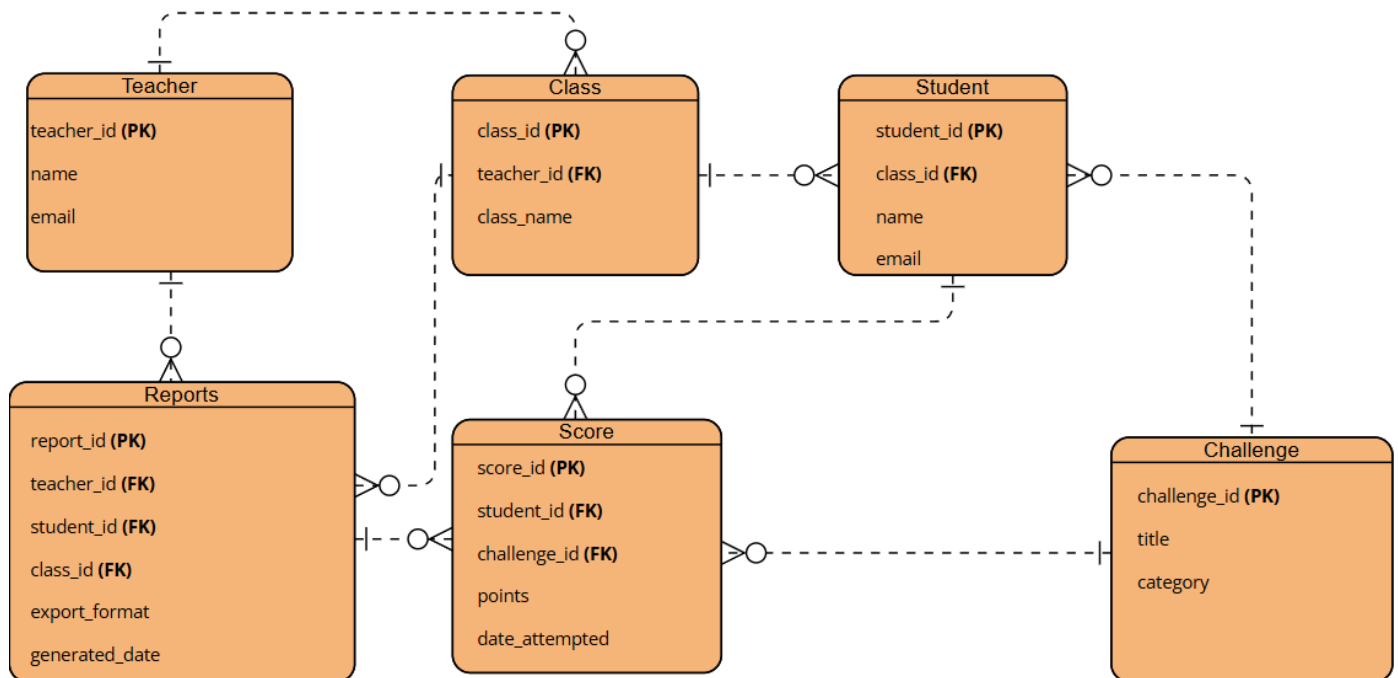 Teacher
teacher_id (PK)
name
email
Class
class_id (PK)
teacher_id (FK)
class_name
Student
student_id (PK)
class_id (FK)
name
email
Reports
report_id (PK)
teacher_id (FK)
student_id (FK)
class_id (FK)
export_format
generated_date
Score
score_id (PK)
student_id (FK)
challenge_id (FK)
points
date_attempted
Challenge
challenge_id (PK)
title
category